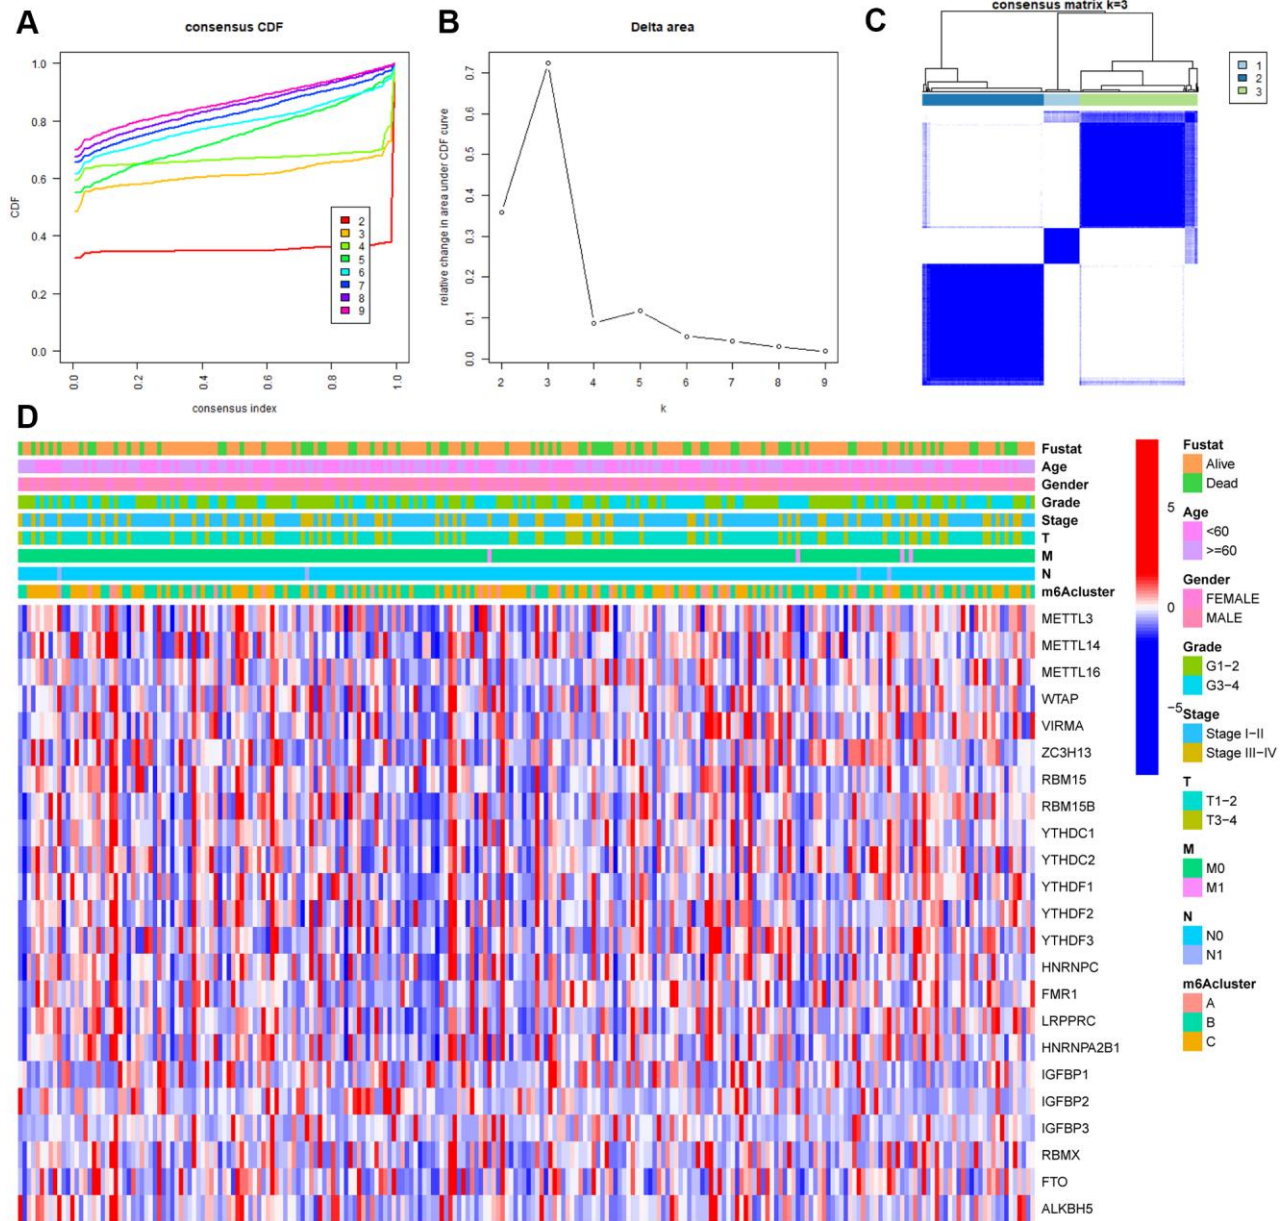 A
consensus CDF
CDF
1.0
0.8
0.6
0.4
0.2
0.0
2
3
4
5
6
7
8
9
0.0
0.2
0.4
0.6
0.8
1.0
consensus index
B
Delta area
relative change in area under CDF curve
0.7
0.6
0.5
0.4
0.3
0.2
0.1
0.0
2
3
4
5
6
7
8
9
k
C
consensus matrix k=3
1
2
3
D
Fustat
Age
Gender
Grade
Stage
T
M
N
m6Acluster
METTL3
METTL14
METTL16
WTAP
VIRMA
ZC3H13
RBM15
RBM15B
YTHDC1
YTHDC2
YTHDF1
YTHDF2
YTHDF3
HNRNPC
FMR1
LRPPRC
HNRNPA2B1
IGFBP1
IGFBP2
IGFBP3
RBMX
FTO
ALKBH5
5
0
−5
Fustat
Alive
Dead
Age
<60
>=60
Gender
FEMALE
MALE
Grade
G1−2
G3−4
Stage
Stage I−II
Stage III−IV
T
T1−2
T3−4
M
M0
M1
N
N0
N1
m6Acluster
A
B
C